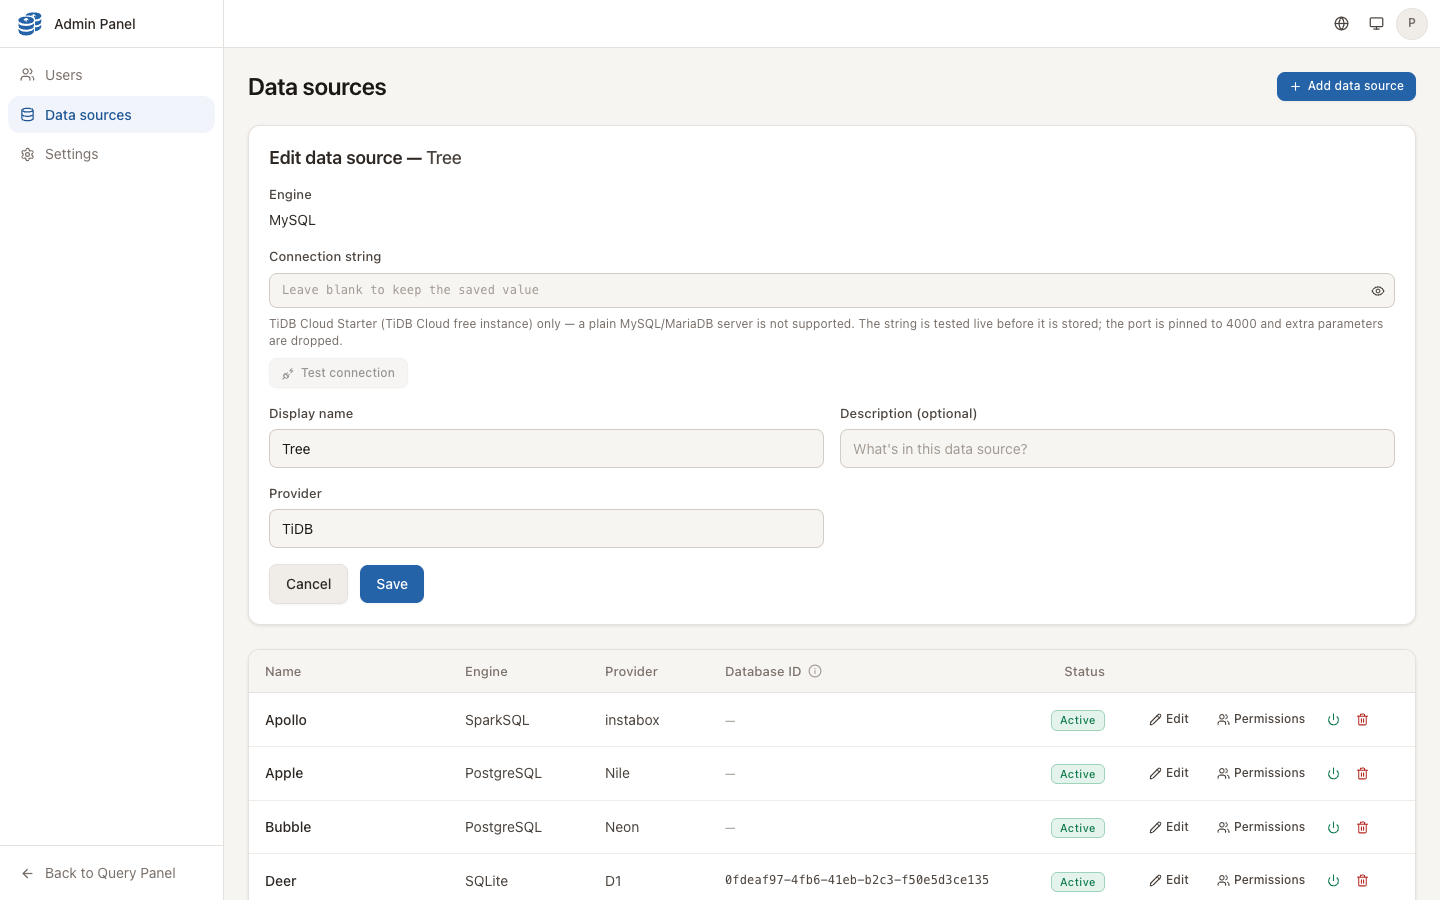 Admin Panel
P
Users
Data sources
Settings
Back to Query Panel
Data sources
Add data source
Edit data source — Tree
Engine
MySQL
Connection string
Leave blank to keep the saved value
TiDB Cloud Starter (TiDB Cloud free instance) only — a plain MySQL/MariaDB server is not supported. The string is tested live before it is stored; the port is pinned to 4000 and extra parameters
are dropped.
Test connection
Display name
Description (optional)
Tree
What's in this data source?
Provider
TiDB
Cancel
Save
Name Engine Provider Database ID Status
Apollo SparkSQL instabox — Active Edit Permissions
Apple PostgreSQL Nile — Active Edit Permissions
Bubble PostgreSQL Neon — Active Edit Permissions
Deer SQLite D1 0fdeaf97-4fb6-41eb-b2c3-f50e5d3ce135 Active Edit Permissions